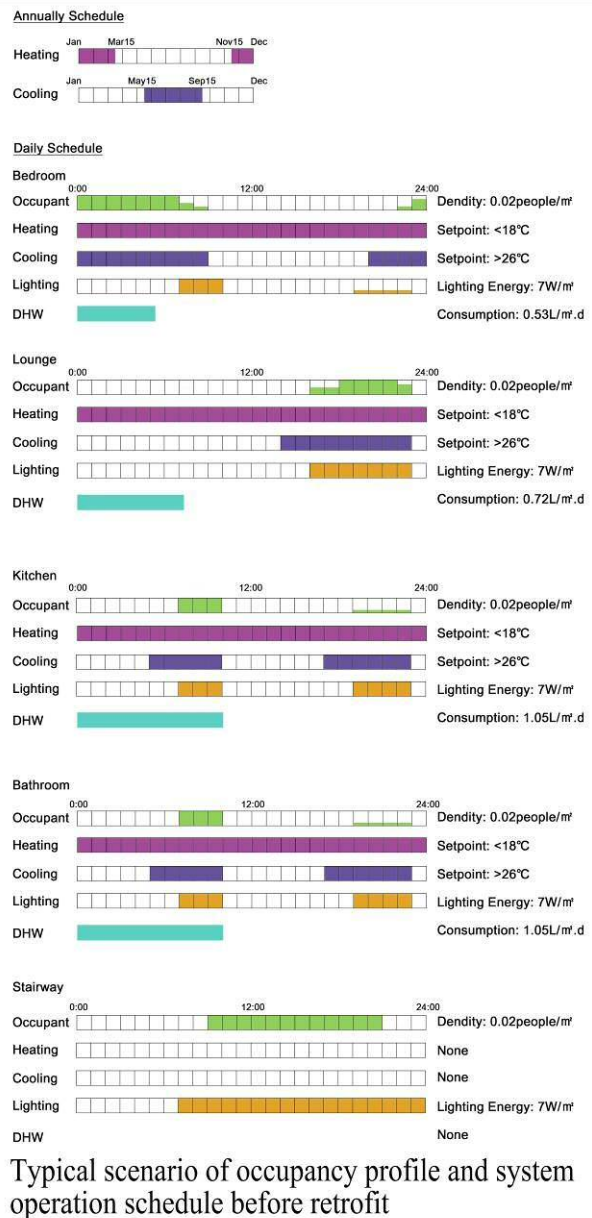 Annually Schedule
Jan Mar15 Nov15 Dec
Heating
Jan May15 Sep15 Dec
Cooling
Daily Schedule
Bedroom
0:00 12:00 24:00
Occupant Dendity: 0.02people/㎡
Heating Setpoint: <18℃
Cooling Setpoint: >26℃
Lighting Lighting Energy: 7W/㎡
DHW Consumption: 0.53L/㎡.d
Lounge
0:00 12:00 24:00
Occupant Dendity: 0.02people/㎡
Heating Setpoint: <18℃
Cooling Setpoint: >26℃
Lighting Lighting Energy: 7W/㎡
DHW Consumption: 0.72L/㎡.d
Kitchen
0:00 12:00 24:00
Occupant Dendity: 0.02people/㎡
Heating Setpoint: <18℃
Cooling Setpoint: >26℃
Lighting Lighting Energy: 7W/㎡
DHW Consumption: 1.05L/㎡.d
Bathroom
0:00 12:00 24:00
Occupant Dendity: 0.02people/㎡
Heating Setpoint: <18℃
Cooling Setpoint: >26℃
Lighting Lighting Energy: 7W/㎡
DHW Consumption: 1.05L/㎡.d
Stairway
0:00 12:00 24:00
Occupant Dendity: 0.02people/㎡
Heating None
Cooling None
Lighting Lighting Energy: 7W/㎡
DHW None
Typical scenario of occupancy profile and system
operation schedule before retrofit